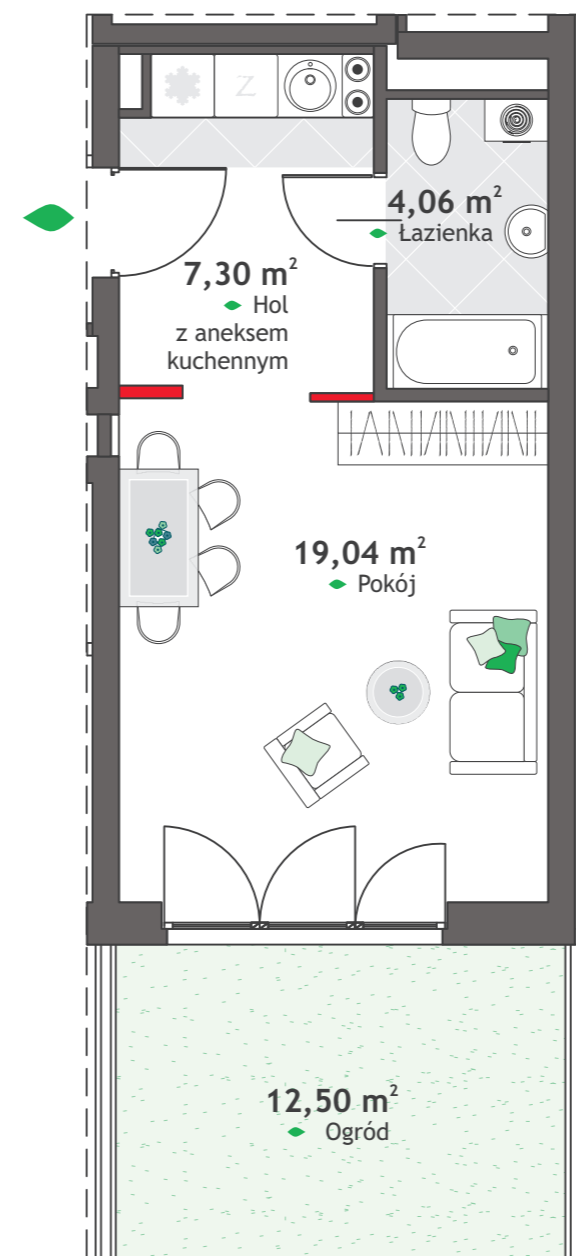 Z
4,06 m²
Łazienka
7,30 m²
Hol
z aneksem
kuchennym
19,04 m²
Pokój
12,50 m²
Ogród